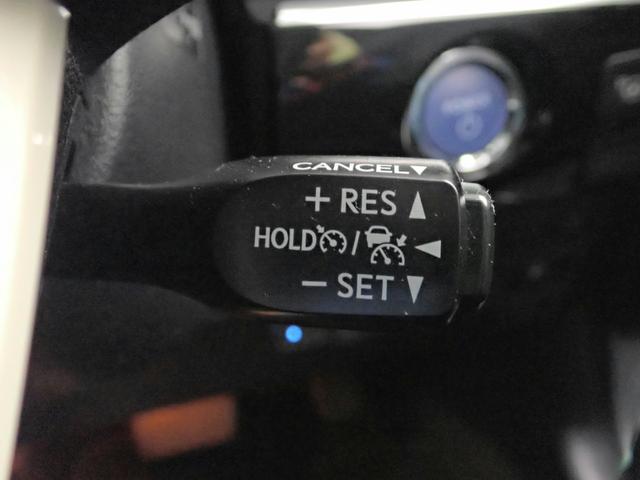 CANCEL▼
+ RES ▲
HOLD / ◀
− SET ▼